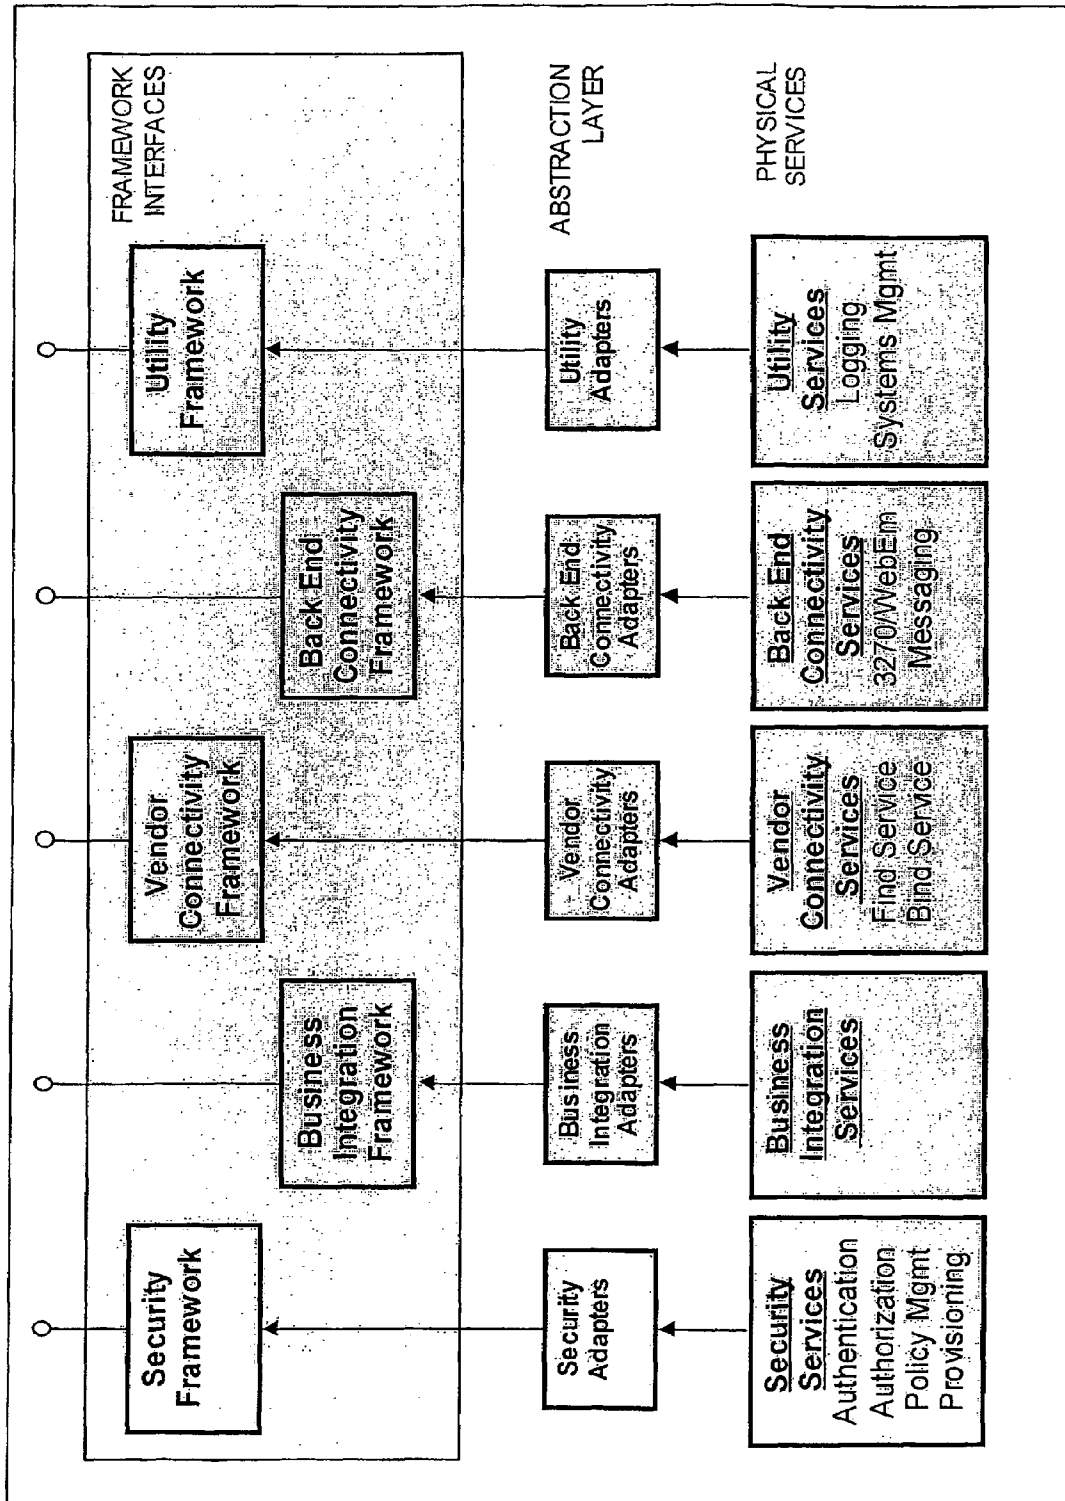 FRAMEWORK
INTERFACES
Security
Framework
Business
Integration
Framework
Vendor
Connectivity
Framework
Back End
Connectivity
Framework
Utility
Framework
ABSTRACTION
LAYER
Security
Adapters
Business
Integration
Adapters
Vendor
Connectivity
Adapters
Back End
Connectivity
Adapters
Utility
Adapters
PHYSICAL
SERVICES
Security
Services
Authentication
Authorization
Policy Mgmt
Provisioning
Business
Integration
Services
Vendor
Connectivity
Services
Find Service
Bind Service
Back End
Connectivity
Services
3270/WebEm
Messaging
Utility
Services
Logging
Systems Mgmt